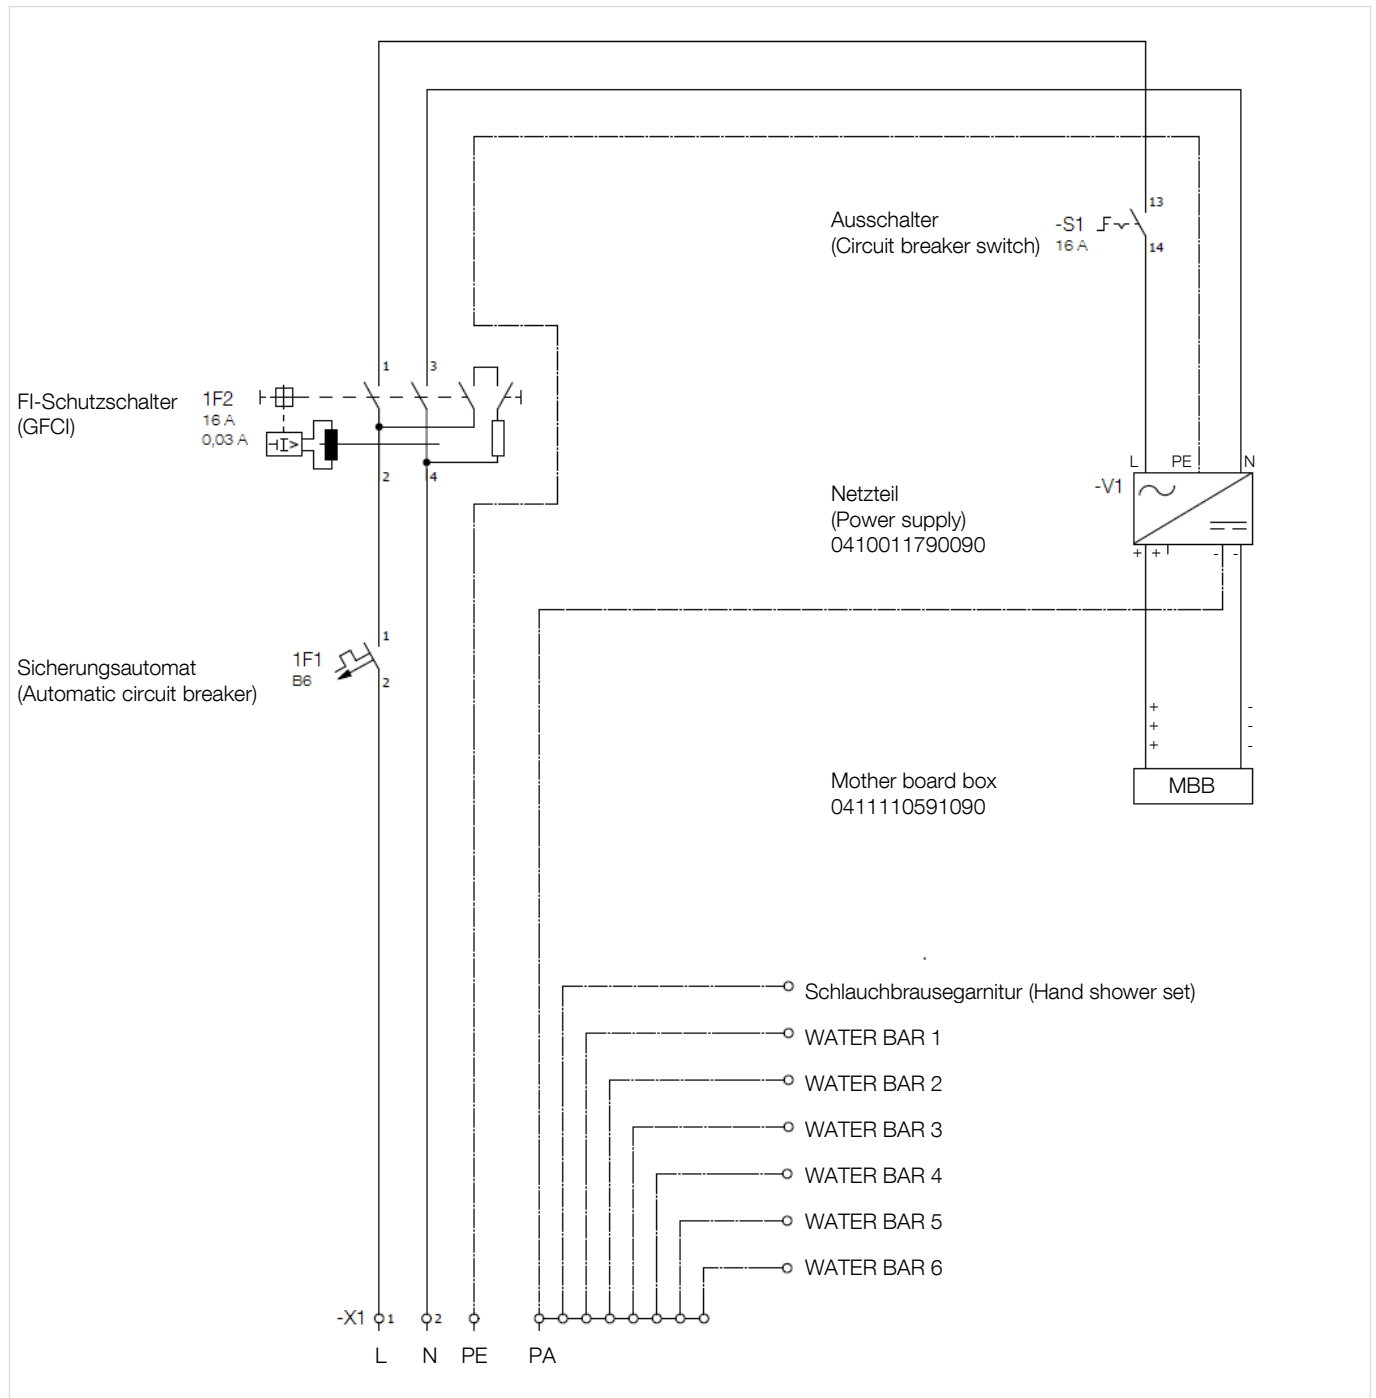 13
Ausschalter
(Circuit breaker switch)
-S1
16 A
14
1
3
FI-Schutzschalter
(GFCI)
1F2
16 A
0,03 A
⊣I>
2
4
L
PE
N
-V1
Netzteil
(Power supply)
0410011790090
+ +
- -
1
Sicherungsautomat
(Automatic circuit breaker)
1F1
B6
2
+ -
+ -
+ -
Mother board box
0411110591090
MBB
Schlauchbrausegarnitur (Hand shower set)
WATER BAR 1
WATER BAR 2
WATER BAR 3
WATER BAR 4
WATER BAR 5
WATER BAR 6
-X1
1
2
L
N
PE
PA